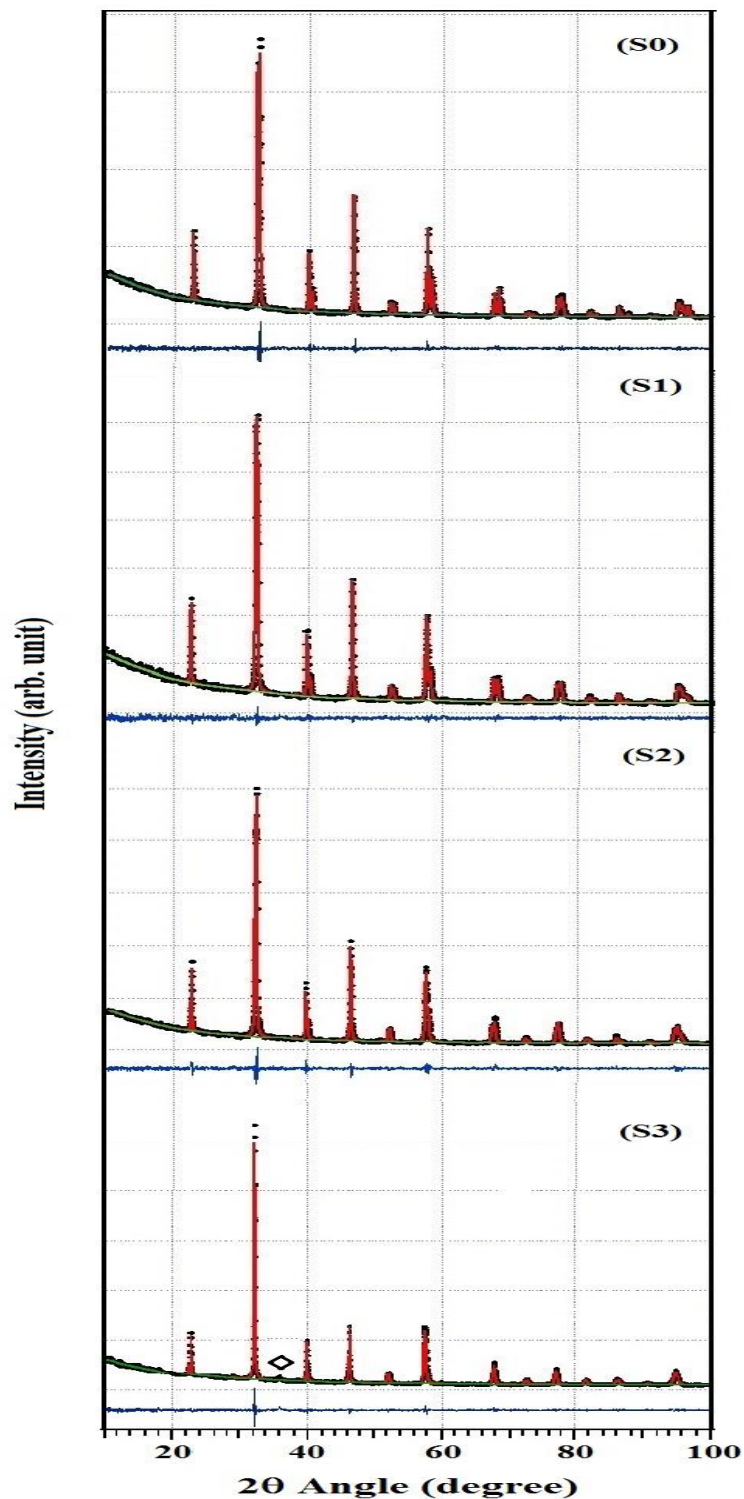 (S0)
(S1)
(S2)
(S3)
Intensity (arb. unit)
20 40 60 80 100
2θ Angle (degree)